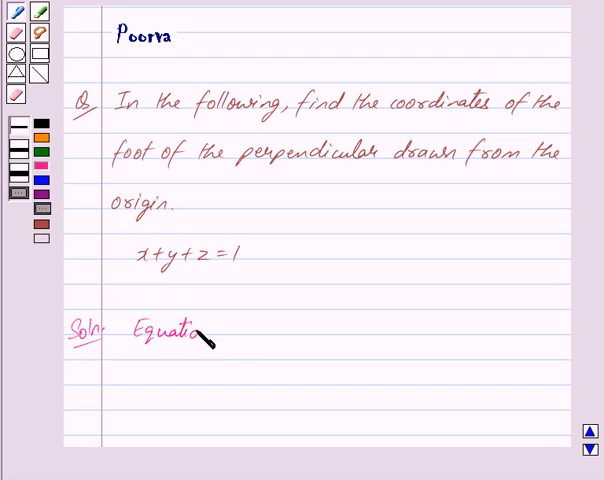 Poorva
Q In the following, find the coordinates of the
foot of the perpendicular drawn from the
origin.
x+y+z=1
Soln: Equatio